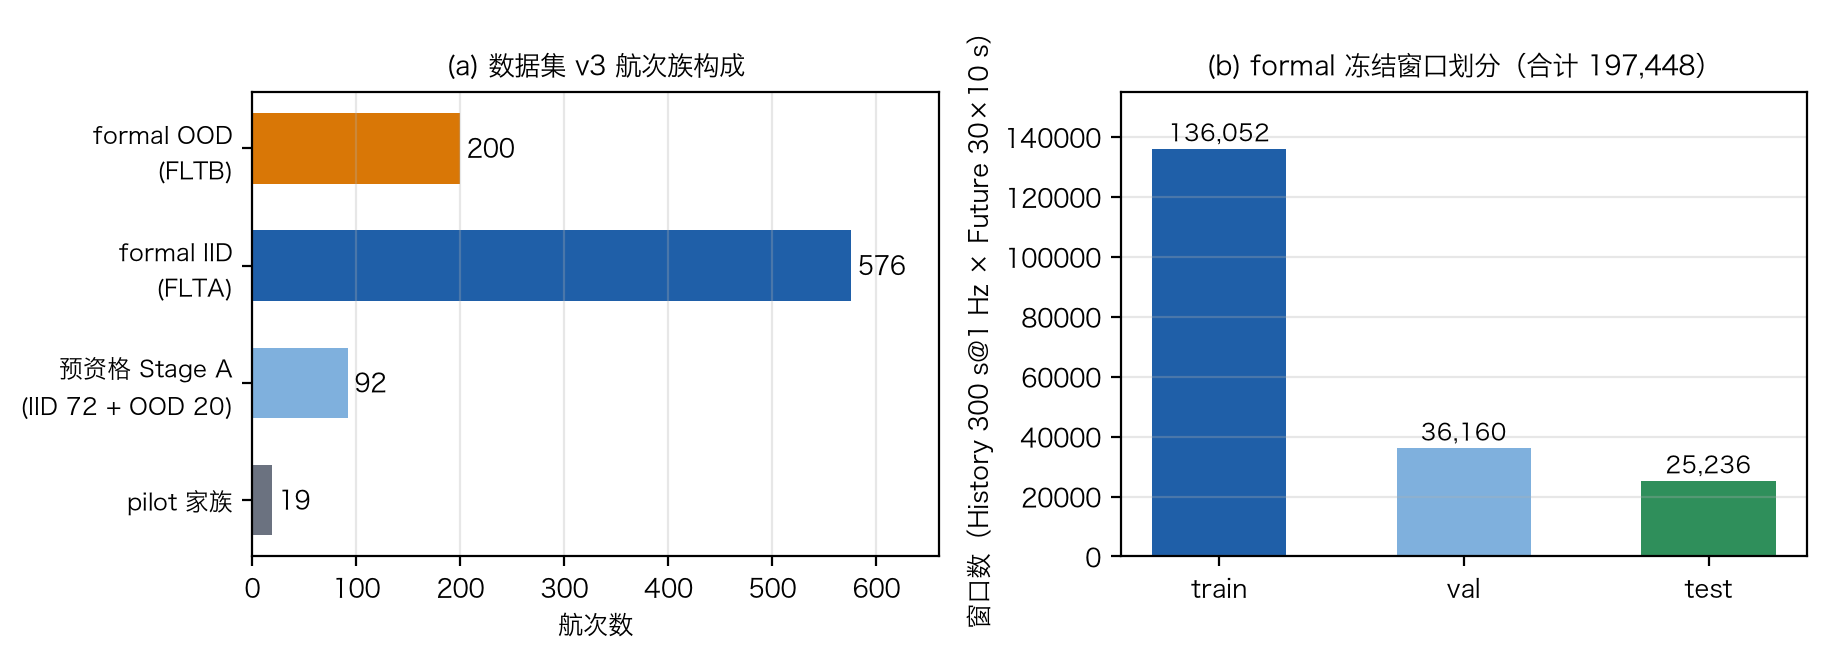 (a) 数据集 v3 航次族构成
formal OOD
(FLTB)
200
formal IID
(FLTA)
576
预资格 Stage A
(IID 72 + OOD 20)
92
pilot 家族
19
0 100 200 300 400 500 600
航次数
(b) formal 冻结窗口划分（合计 197,448）
窗口数（History 300 s@1 Hz × Future 30×10 s）
140000
120000
100000
80000
60000
40000
20000
0
136,052
36,160
25,236
train val test